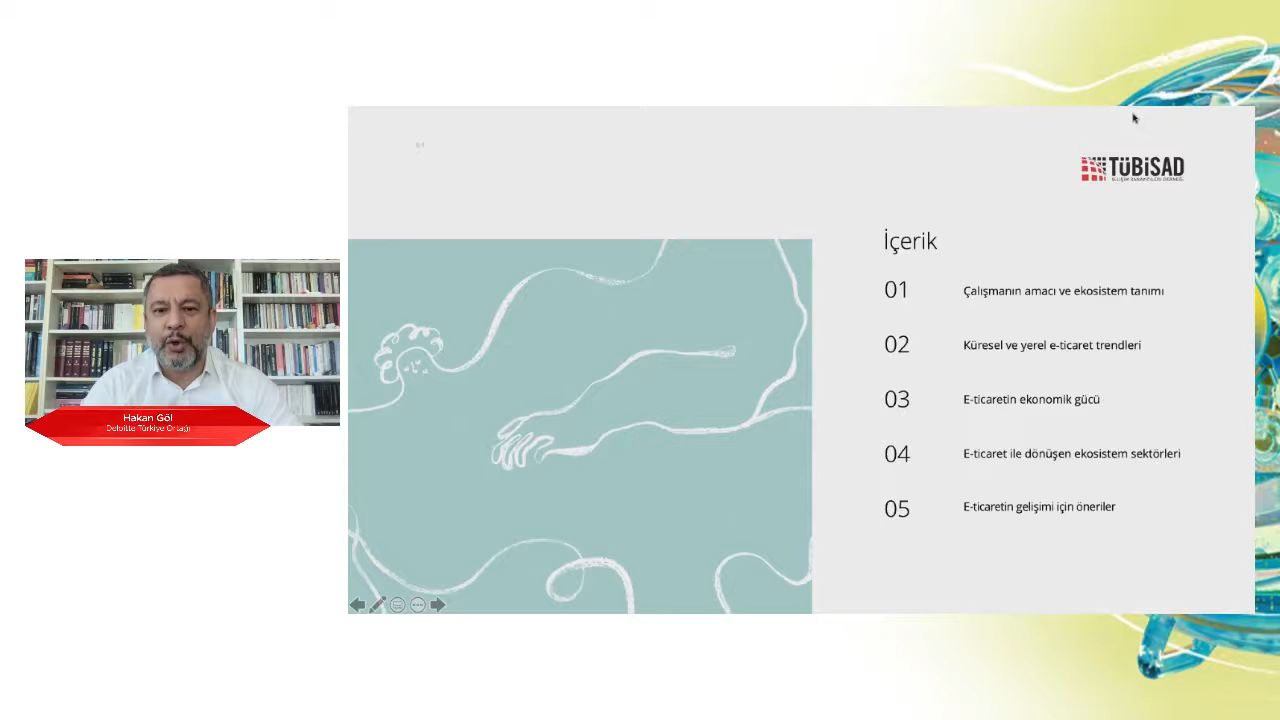 TÜBİSAD
İçerik
01
Çalışmanın amacı ve ekosistem tanımı
02
Küresel ve yerel e-ticaret trendleri
03
E-ticaretin ekonomik gücü
04
E-ticaret ile dönüşen ekosistem sektörleri
05
E-ticaretin gelişimi için öneriler
Hakan Göl
Deloitte Türkiye Ortağı